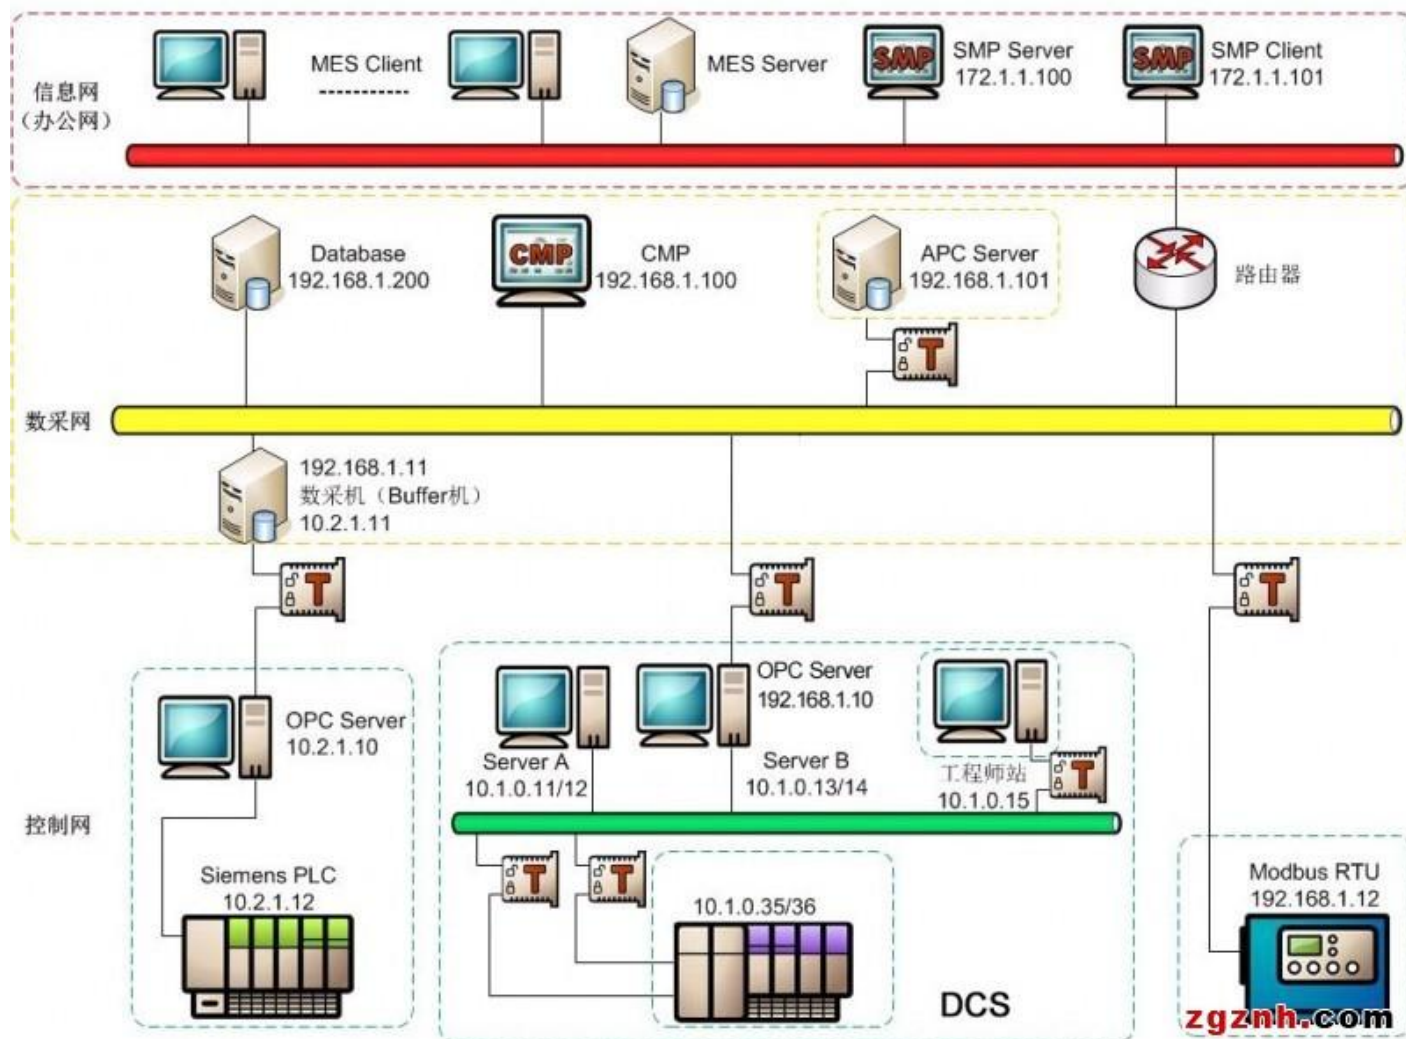 信息网
（办公网）
MES Client
MES Server
SMP
SMP Server
172.1.1.100
SMP
SMP Client
172.1.1.101
Database
192.168.1.200
CMP
CMP
192.168.1.100
APC Server
192.168.1.101
路由器
T
数采网
192.168.1.11
数采机（Buffer机）
10.2.1.11
T
T
T
OPC Server
10.2.1.10
OPC Server
192.168.1.10
Server A
10.1.0.11/12
Server B
10.1.0.13/14
工程师站
10.1.0.15
T
控制网
Siemens PLC
10.2.1.12
T
T
10.1.0.35/36
DCS
Modbus RTU
192.168.1.12
zgznh.com